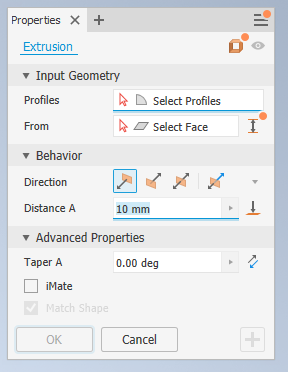 Properties
Extrusion
Input Geometry
Profiles Select Profiles
From Select Face
Behavior
Direction
Distance A 10 mm
Advanced Properties
Taper A 0.00 deg
iMate
Match Shape
OK Cancel